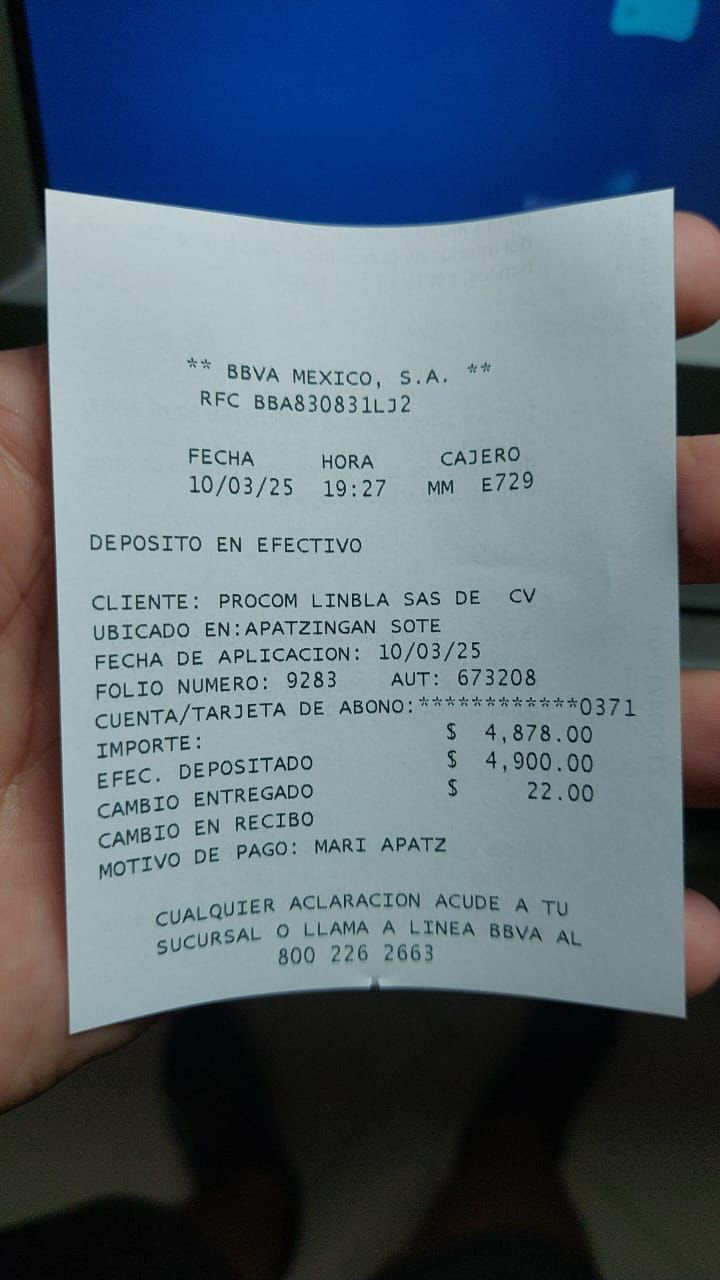 ** BBVA MEXICO, S.A. **
RFC BBA830831LJ2
FECHA HORA CAJERO
10/03/25 19:27 MM E729
DEPOSITO EN EFECTIVO
CLIENTE: PROCOM LINBLA SAS DE CV
UBICADO EN:APATZINGAN SOTE
FECHA DE APLICACION: 10/03/25
FOLIO NUMERO: 9283 AUT: 673208
CUENTA/TARJETA DE ABONO:************0371
IMPORTE: $ 4,878.00
EFEC. DEPOSITADO $ 4,900.00
CAMBIO ENTREGADO $ 22.00
CAMBIO EN RECIBO
MOTIVO DE PAGO: MARI APATZ
CUALQUIER ACLARACION ACUDE A TU
SUCURSAL O LLAMA A LINEA BBVA AL
800 226 2663